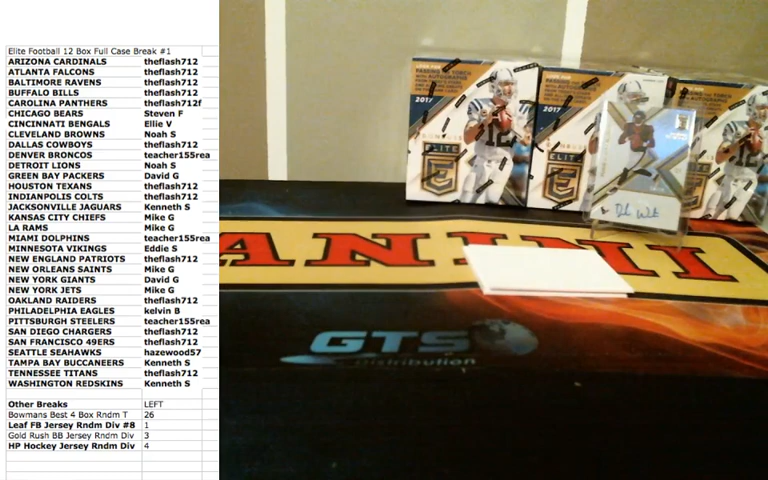 Elite Football 12 Box Full Case Break #1
ARIZONA CARDINALS theflash712
ATLANTA FALCONS theflash712
BALTIMORE RAVENS theflash712
BUFFALO BILLS theflash712
CAROLINA PANTHERS theflash712f
CHICAGO BEARS Steven F
CINCINNATI BENGALS Ellie V
CLEVELAND BROWNS Noah S
DALLAS COWBOYS theflash712
DENVER BRONCOS teacher155rea
DETROIT LIONS Noah S
GREEN BAY PACKERS David G
HOUSTON TEXANS theflash712
INDIANPOLIS COLTS theflash712
JACKSONVILLE JAGUARS Kenneth S
KANSAS CITY CHIEFS Mike G
LA RAMS Mike G
MIAMI DOLPHINS teacher155rea
MINNESOTA VIKINGS Eddie S
NEW ENGLAND PATRIOTS theflash712
NEW ORLEANS SAINTS Mike G
NEW YORK GIANTS David G
NEW YORK JETS Mike G
OAKLAND RAIDERS theflash712
PHILADELPHIA EAGLES kelvin B
PITTSBURGH STEELERS teacher155rea
SAN DIEGO CHARGERS theflash712
SAN FRANCISCO 49ERS theflash712
SEATTLE SEAHAWKS hazewood57
TAMPA BAY BUCCANEERS Kenneth S
TENNESSEE TITANS theflash712
WASHINGTON REDSKINS Kenneth S
Other Breaks LEFT
Bowmans Best 4 Box Rndm T 26
Leaf FB Jersey Rndm Div #8 1
Gold Rush BB Jersey Rndm Div 3
HP Hockey Jersey Rndm Div 4
2017
ELITE
E
2017
ELITE
E
ANINI
GTS
Distribution